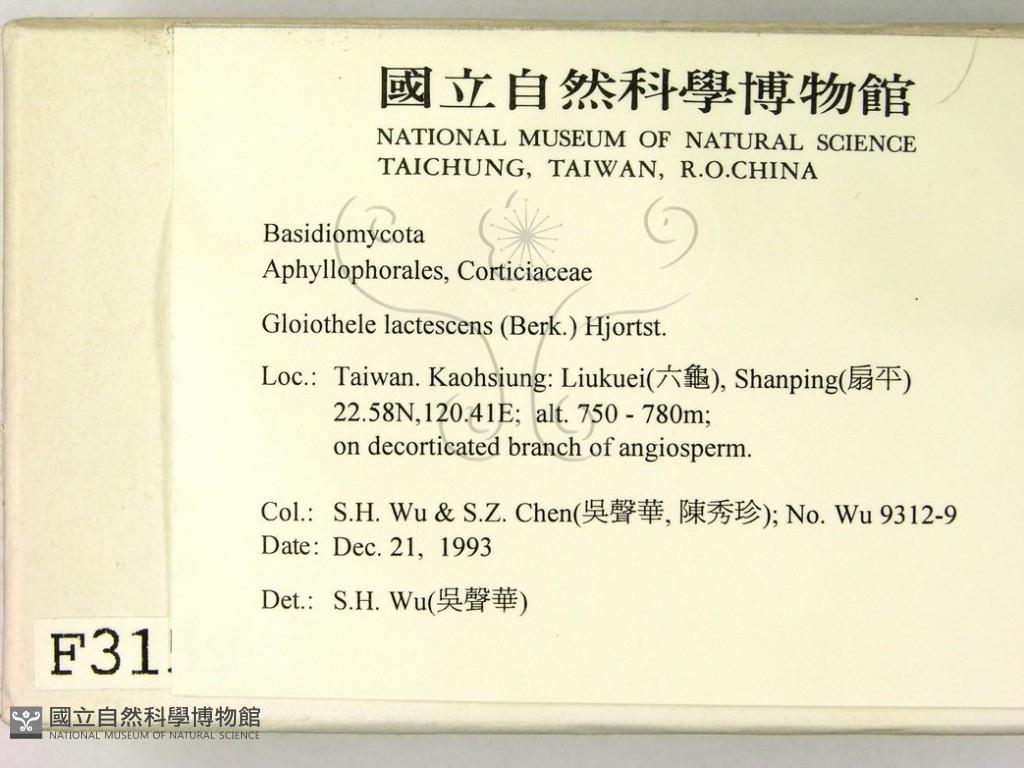 國立自然科學博物館
NATIONAL MUSEUM OF NATURAL SCIENCE
TAICHUNG, TAIWAN, R.O.CHINA
Basidiomycota
Aphyllophorales, Corticiaceae
Gloiothele lactescens (Berk.) Hjortst.
Loc.: Taiwan. Kaohsiung: Liukuei(六龜), Shanping(扇平)
22.58N,120.41E; alt. 750 - 780m;
on decorticated branch of angiosperm.
Col.: S.H. Wu & S.Z. Chen(吳聲華, 陳秀珍); No. Wu 9312-9
Date: Dec. 21, 1993
Det.: S.H. Wu(吳聲華)
F31
國立自然科學博物館
NATIONAL MUSEUM OF NATURAL SCIENCE